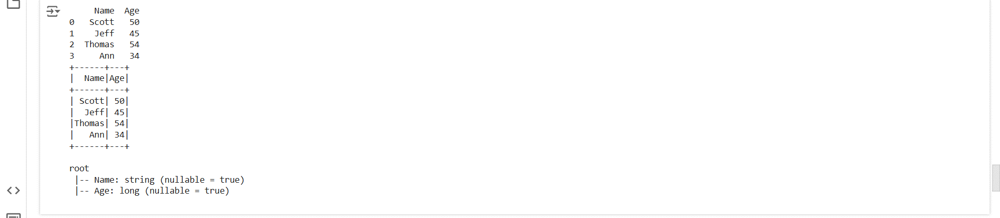 Name  Age
0   Scott   50
1    Jeff   45
2  Thomas   54
3     Ann   34
+------+---+
|  Name|Age|
+------+---+
| Scott| 50|
|  Jeff| 45|
|Thomas| 54|
|   Ann| 34|
+------+---+
root
 |-- Name: string (nullable = true)
 |-- Age: long (nullable = true)